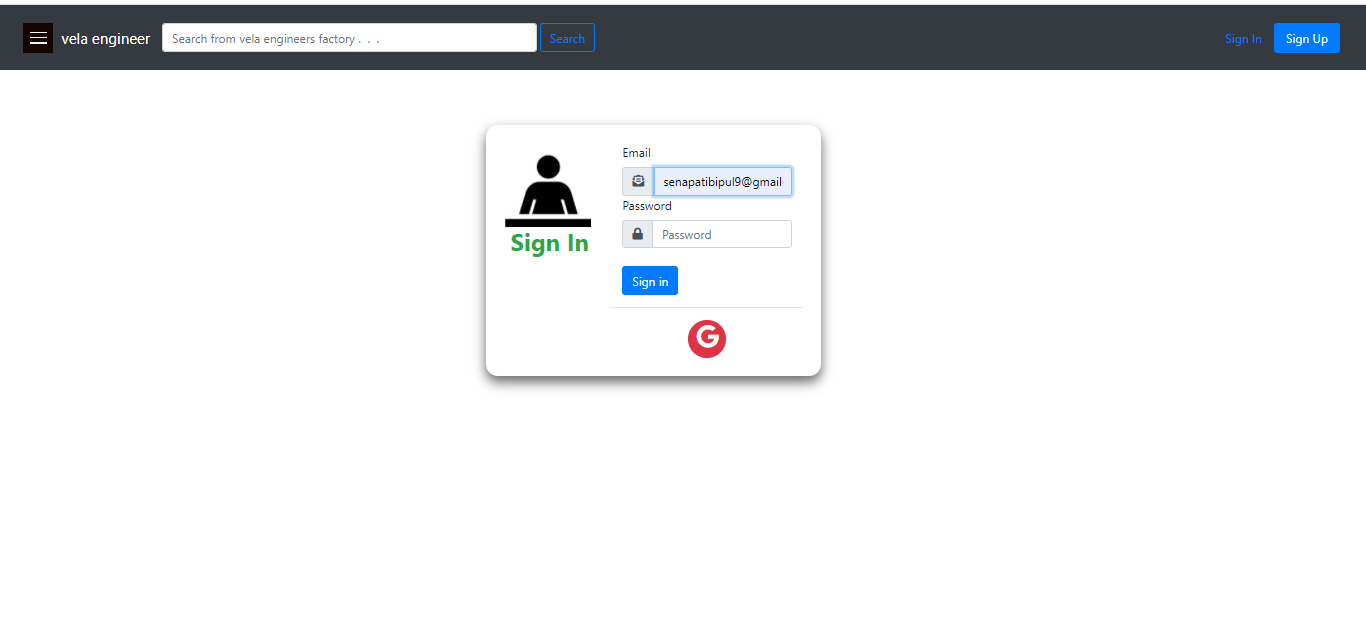 vela engineer Search from vela engineers factory . . . Search Sign In Sign Up
Email
senapatibipul9@gmail
Password
Password
Sign In
Sign in
G